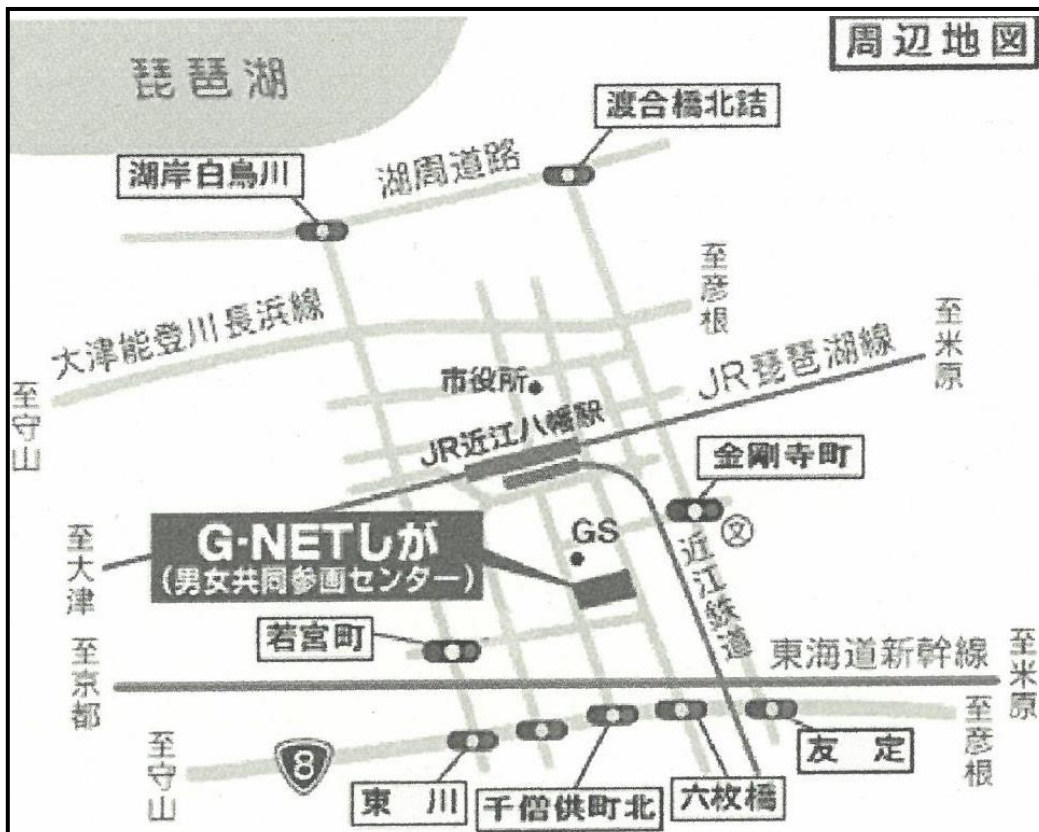 周辺地図
琵琶湖
渡合橋北詰
湖岸白鳥川
湖周道路
至彦根
大津能登川長浜線
至米原
至守山
市役所
JR琵琶湖線
JR近江八幡駅
金剛寺町
文
GS
G-NETしが
(男女共同参画センター)
至大津
近江鉄道
若宮町
東海道新幹線
至京都
至米原
至守山
8
至彦根
友 定
東 川
千僧供町北
六枚橋